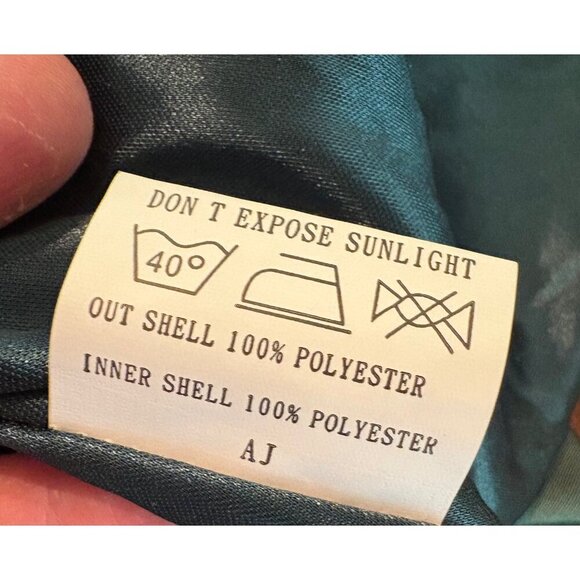 DON T EXPOSE SUNLIGHT
40°
OUT SHELL 100% POLYESTER
INNER SHELL 100% POLYESTER
AJ